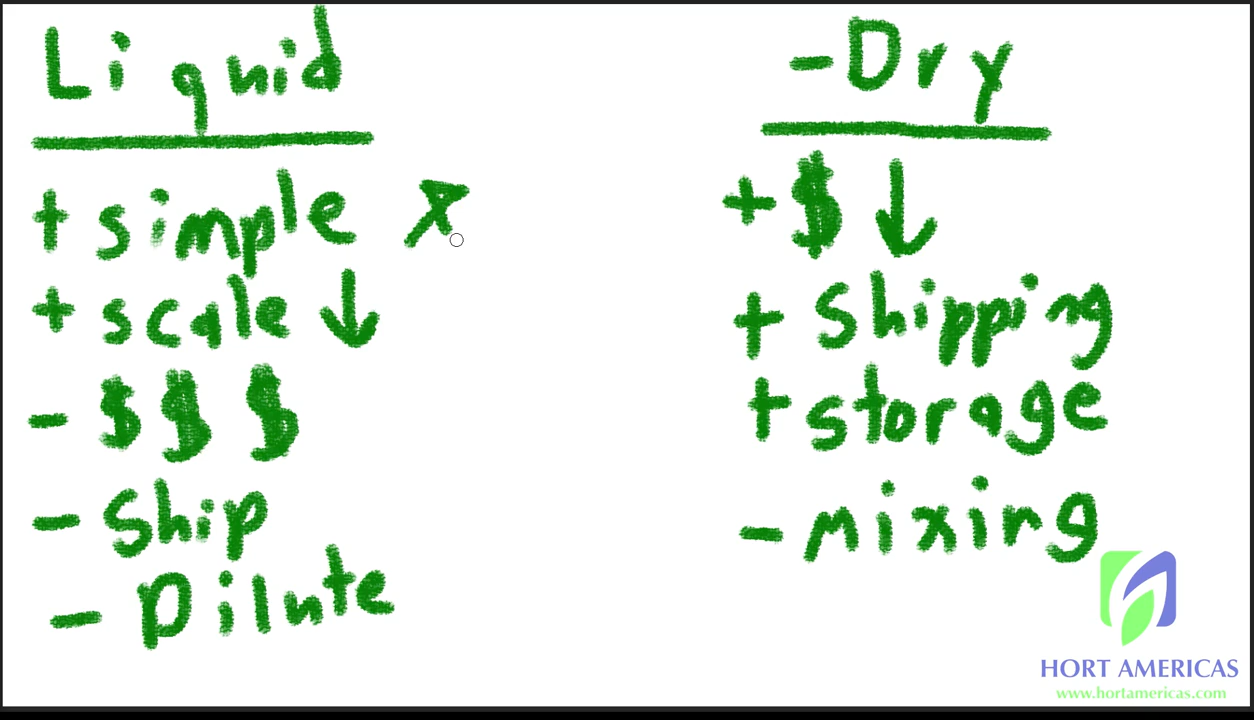 Liquid
+ simple
+ scale ↓
- $ $ $
- Ship
- Dilute
- Dry
+ $ ↓
+ Shipping
+ storage
- mixing
HORT AMERICAS
www.hortamericas.com